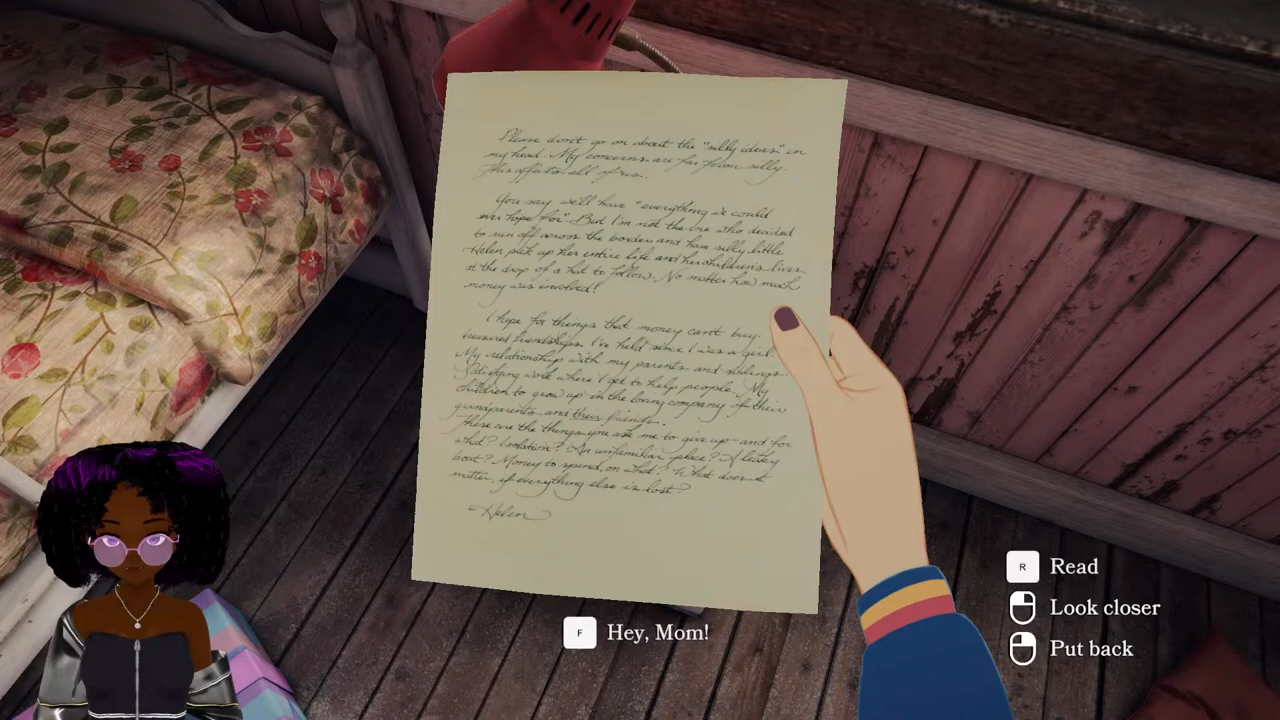 Please don't go on about the "silly ideas" in
my head. My concerns are far from silly.
This affects all of us.
You say we'll have "everything we could
ever hope for". But I'm not the one who decided
to run off across the border and have silly little
Helen pick up her entire life and her children's lives
at the drop of a hat to follow. No matter how much
money was involved!
I hope for things that money can't buy:
treasured friendships I've held since I was a girl.
My relationship with my parents and siblings.
Satisfying work where I get to help people. My
children to grow up in the loving company of their
grandparents and their friends.
These are the things you ask me to give up—and for
what? Isolation? An unfamiliar place? A leaky
boat? Money to spend on what? What does it
matter, if everything else is lost?
- Helen
F Hey, Mom!
R Read
Look closer
Put back